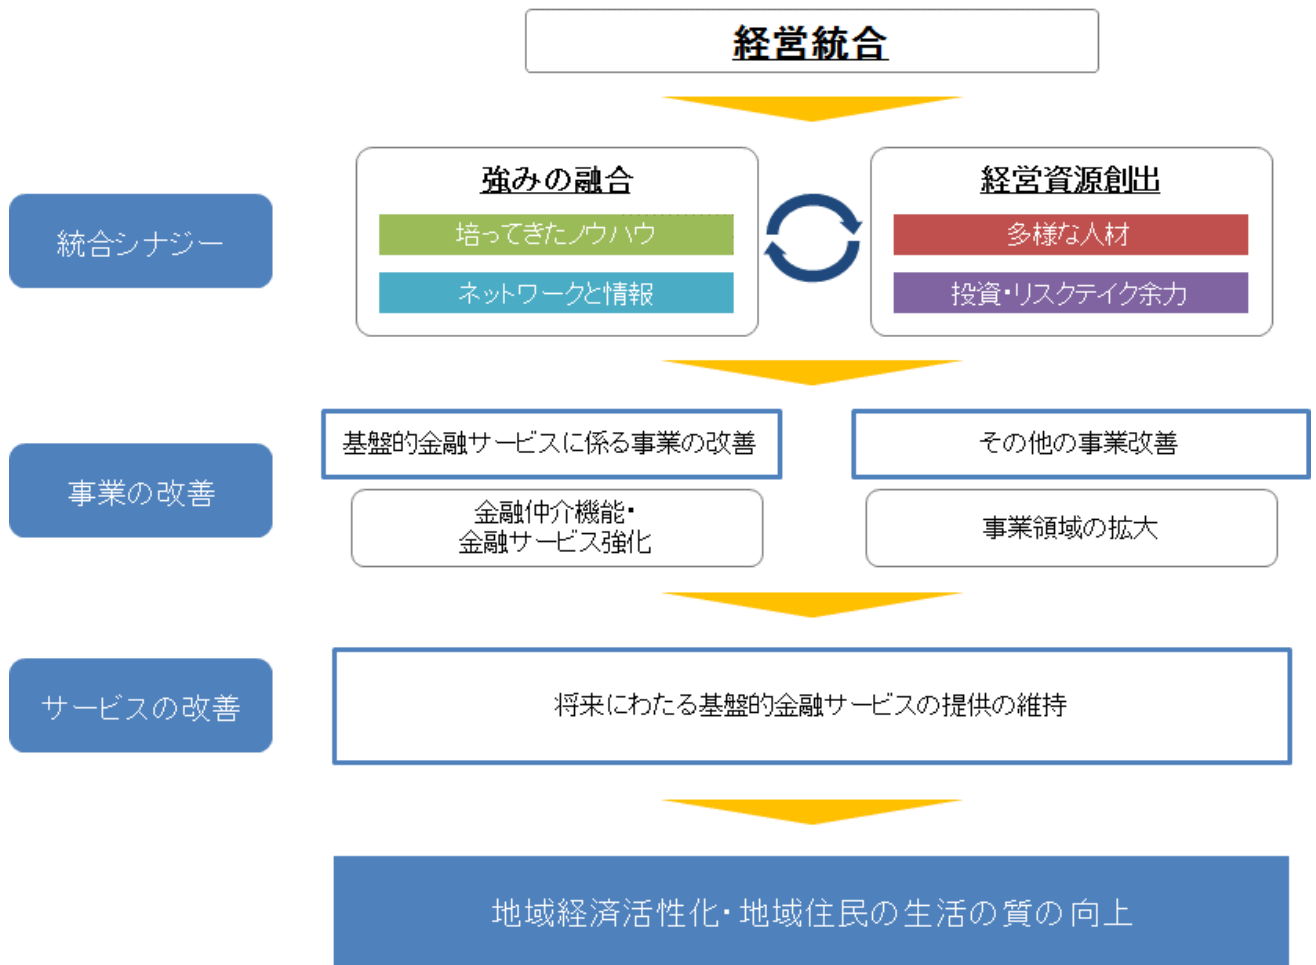 経営統合
統合シナジー
強みの融合
培ってきたノウハウ
ネットワークと情報
経営資源創出
多様な人材
投資・リスクテイク余力
事業の改善
基盤的金融サービスに係る事業の改善
金融仲介機能・
金融サービス強化
その他の事業改善
事業領域の拡大
サービスの改善
将来にわたる基盤的金融サービスの提供の維持
地域経済活性化・地域住民の生活の質の向上